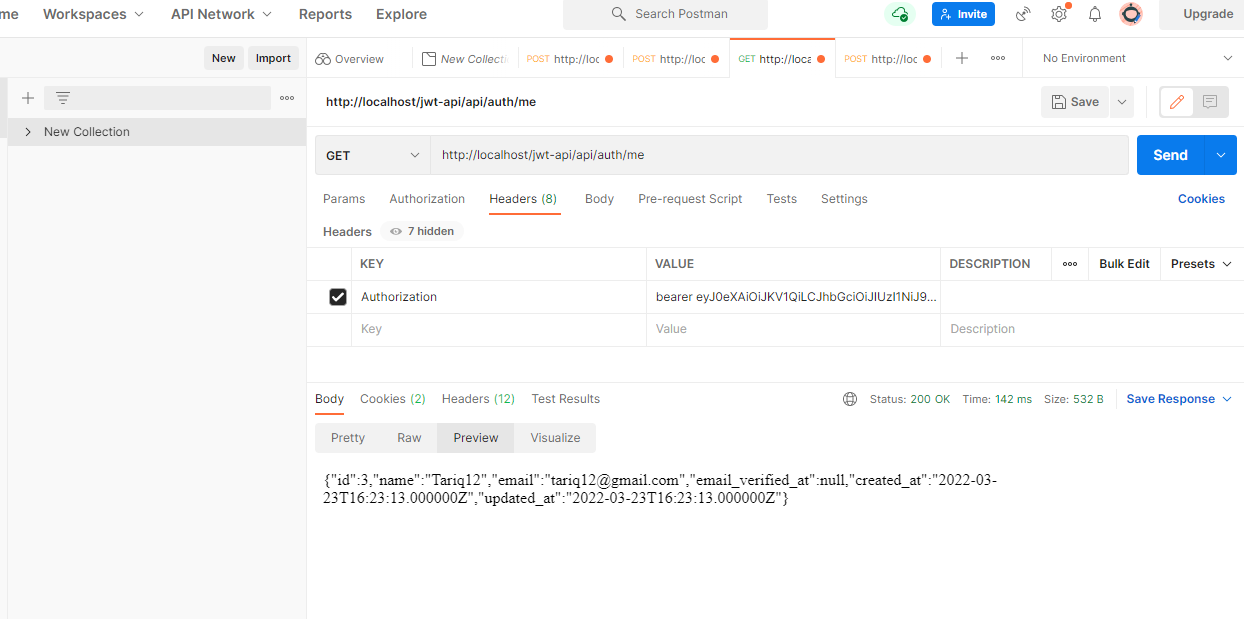 me Workspaces API Network Reports Explore Search Postman Invite Upgrade
New Import Overview New Collecti POST http://loc POST http://loc GET http://loca POST http://loc No Environment
http://localhost/jwt-api/api/auth/me Save
New Collection
GET http://localhost/jwt-api/api/auth/me Send
Params Authorization Headers (8) Body Pre-request Script Tests Settings Cookies
Headers 7 hidden
KEY VALUE DESCRIPTION Bulk Edit Presets
Authorization bearer eyJ0eXAiOiJKV1QiLCJhbGciOiJIUzI1NiJ9...
Key Value Description
Body Cookies (2) Headers (12) Test Results Status: 200 OK Time: 142 ms Size: 532 B Save Response
Pretty Raw Preview Visualize
{"id":3,"name":"Tariq12","email":"tariq12@gmail.com","email_verified_at":null,"created_at":"2022-03-
23T16:23:13.000000Z","updated_at":"2022-03-23T16:23:13.000000Z"}